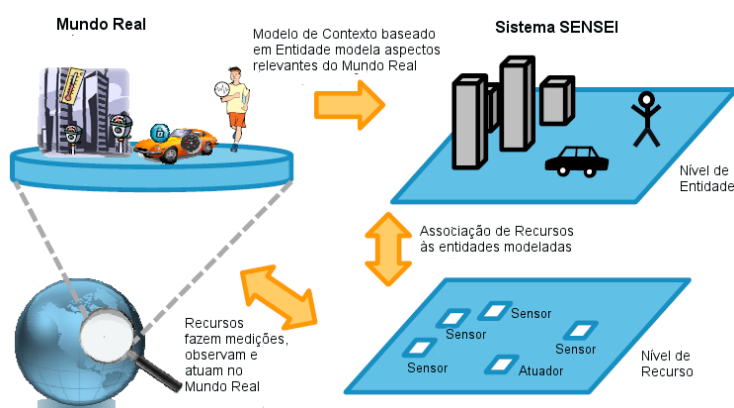 Mundo Real
Modelo de Contexto baseado
em Entidade modela aspectos
relevantes do Mundo Real
Sistema SENSEI
Nível de
Entidade
Associação de Recursos
às entidades modeladas
Recursos
fazem medições,
observam e
atuam no
Mundo Real
Sensor
Sensor
Sensor
Sensor
Atuador
Nível de
Recurso